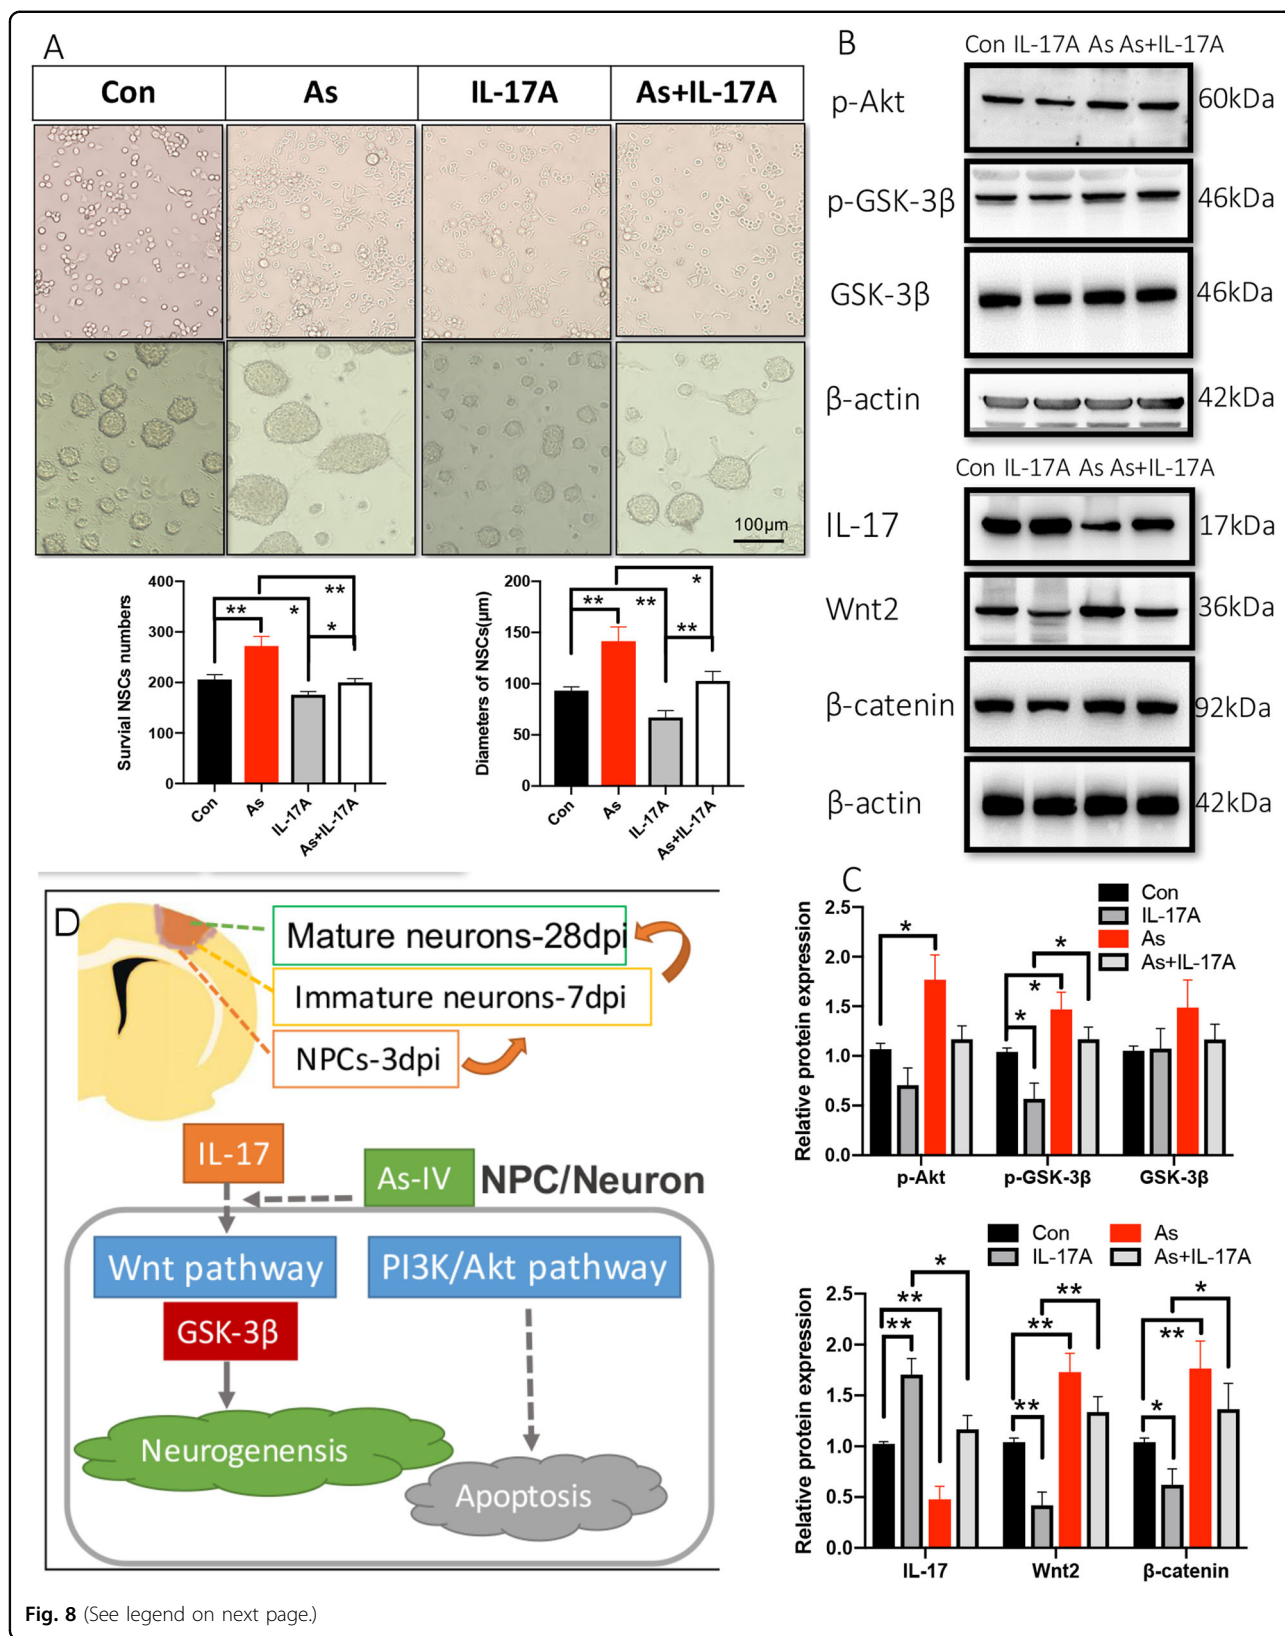 A
Con As IL-17A As+IL-17A
100μm
Survial NSCs numbers
400
300
200
100
0
** * ** *
Con As IL-17A As+IL-17A
Diameters of NSCs(μm)
200
150
100
50
0
** ** * **
Con As IL-17A As+IL-17A
B
Con IL-17A As As+IL-17A
p-Akt 60kDa
p-GSK-3β 46kDa
GSK-3β 46kDa
β-actin 42kDa
Con IL-17A As As+IL-17A
IL-17 17kDa
Wnt2 36kDa
β-catenin 92kDa
β-actin 42kDa
C
Con
IL-17A
As
As+IL-17A
Relative protein expression
2.5
2.0
1.5
1.0
0.5
0.0
* * * *
p-Akt p-GSK-3β GSK-3β
Con As
IL-17A As+IL-17A
Relative protein expression
2.5
2.0
1.5
1.0
0.5
0.0
** ** * ** ** ** * ** *
IL-17 Wnt2 β-catenin
D
Mature neurons-28dpi
Immature neurons-7dpi
NPCs-3dpi
IL-17
As-IV NPC/Neuron
Wnt pathway PI3K/Akt pathway
GSK-3β
Neurogenensis
Apoptosis
Fig. 8 (See legend on next page.)